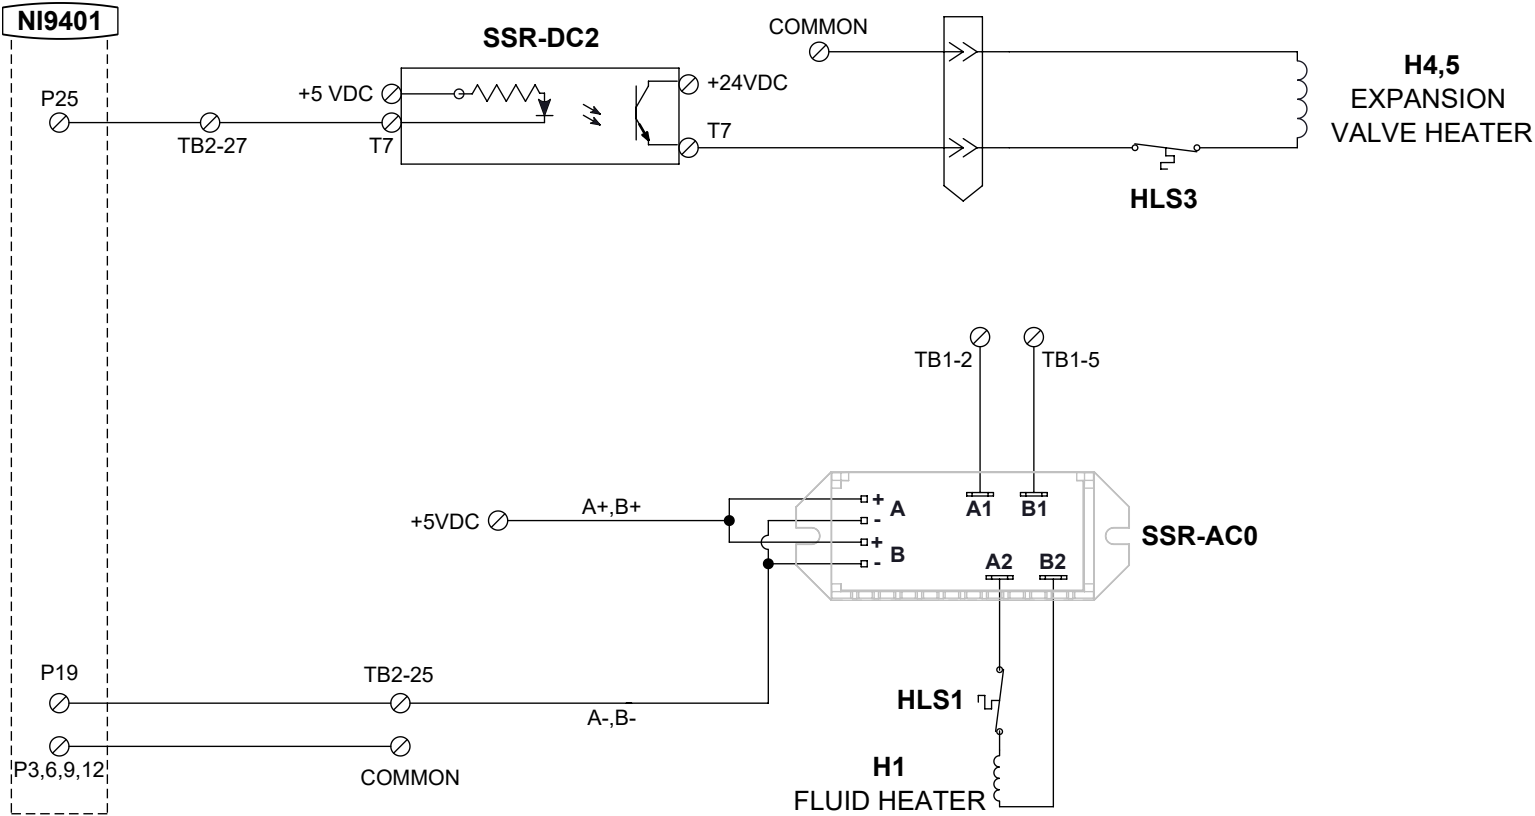 NI9401
SSR-DC2
COMMON
P25
+5 VDC
+24VDC
H4,5
EXPANSION
VALVE HEATER
TB2-27
T7
T7
HLS3
TB1-2
TB1-5
+5VDC
A+,B+
+
A
-
+
B
-
A1
B1
A2
B2
SSR-AC0
P19
TB2-25
A-,B-
HLS1
P3,6,9,12
COMMON
H1
FLUID HEATER